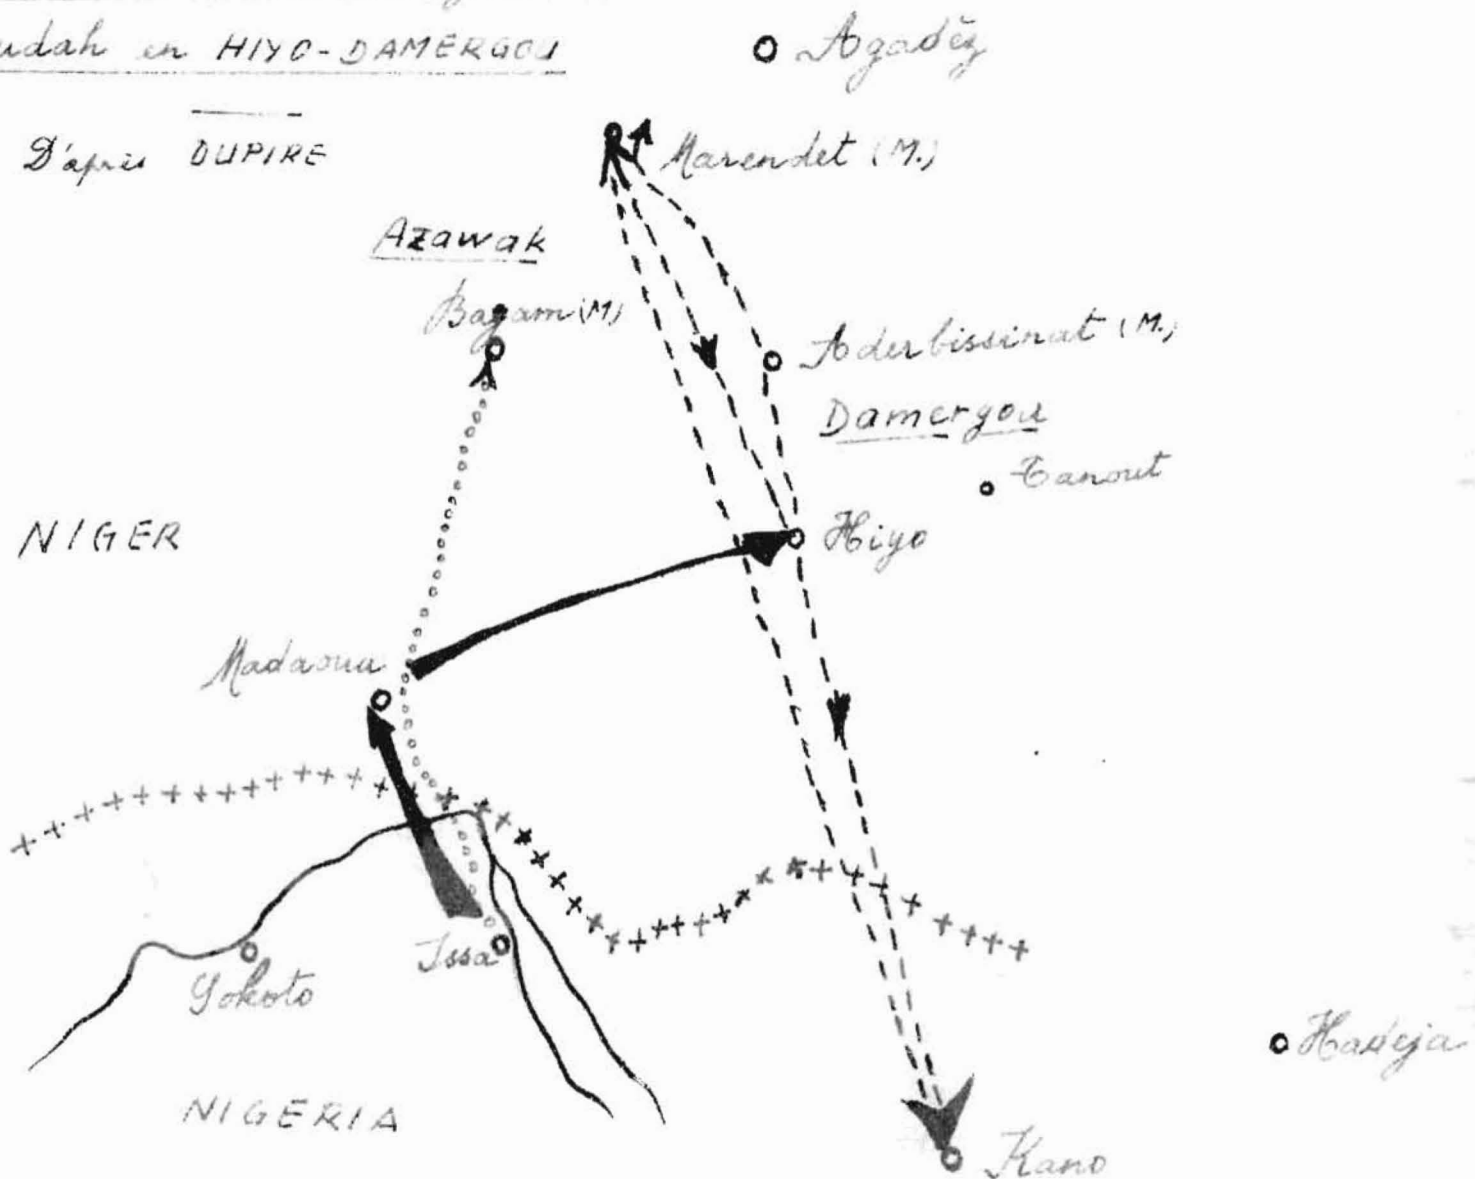 udah en HIYO-DAMERGOU
D'après DUPIRE
Agadèz
Marendet (M.)
Azawak
Bagam (M)
Aderbissinat (M.)
Damergou
Tanout
NIGER
Hiyo
Madaoua
Issa
Sokoto
Hadeja
NIGERIA
Kano